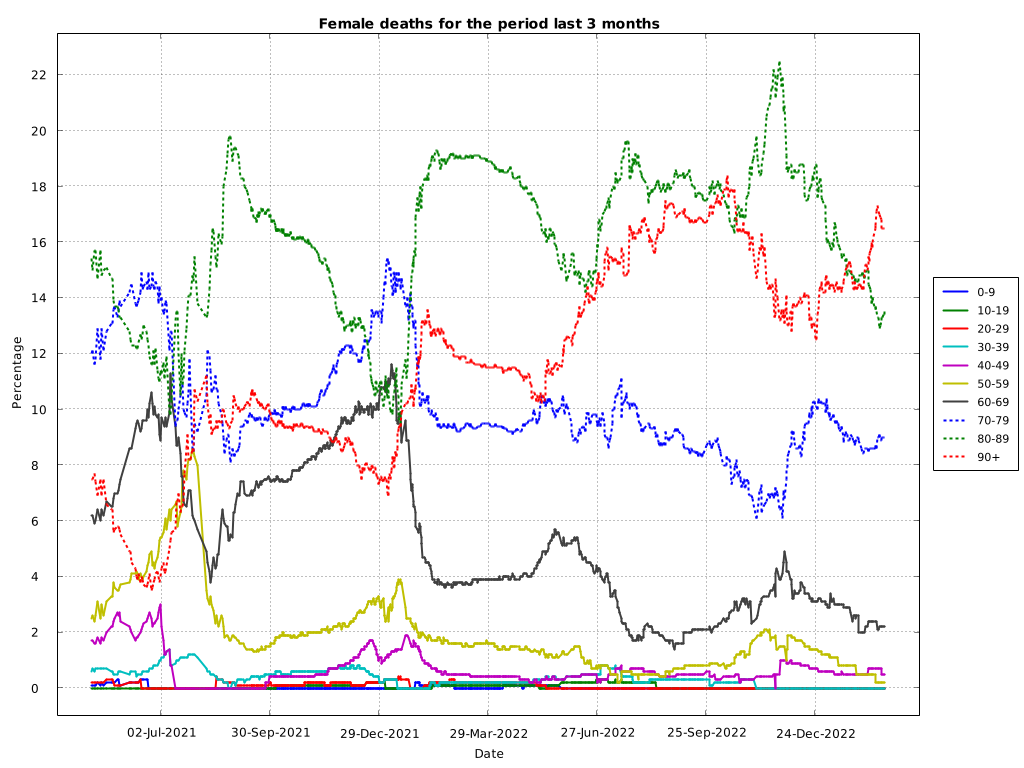 Female deaths for the period last 3 months
Percentage
22
20
18
16
14
12
10
8
6
4
2
0
02-Jul-2021
30-Sep-2021
29-Dec-2021
29-Mar-2022
27-Jun-2022
25-Sep-2022
24-Dec-2022
Date
0-9
10-19
20-29
30-39
40-49
50-59
60-69
70-79
80-89
90+